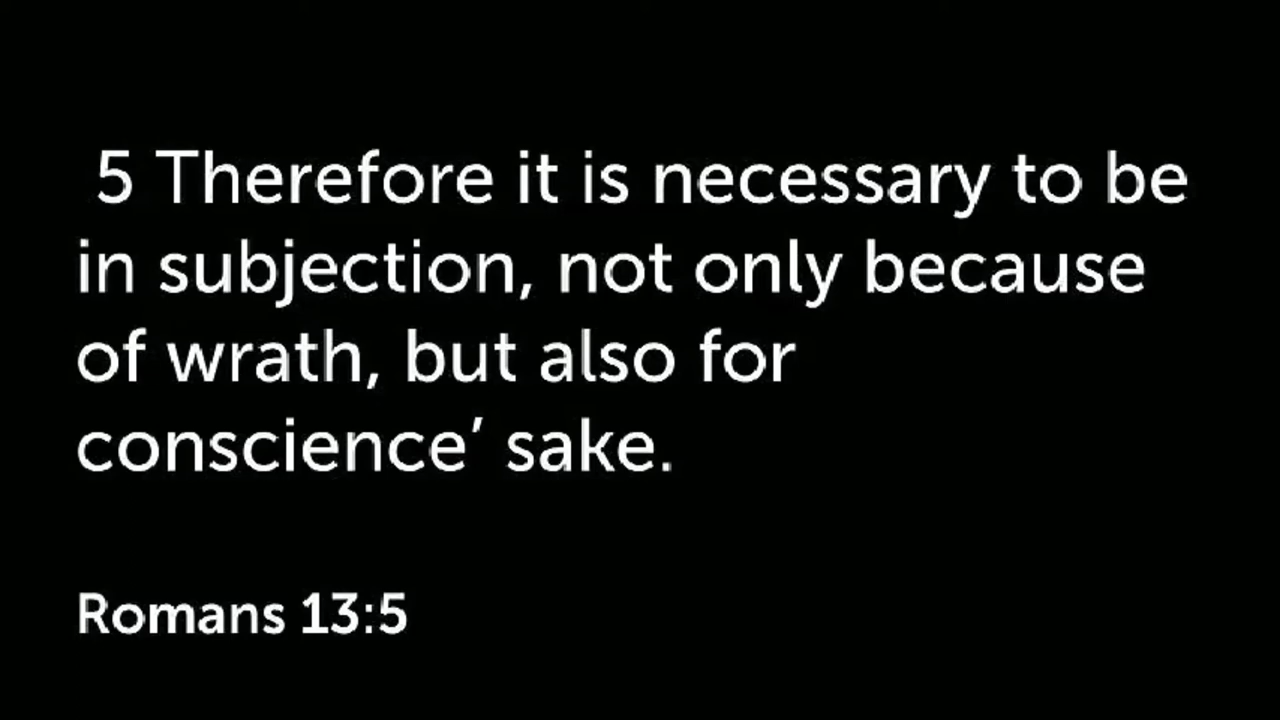 5 Therefore it is necessary to be
in subjection, not only because
of wrath, but also for
conscience’ sake.
Romans 13:5